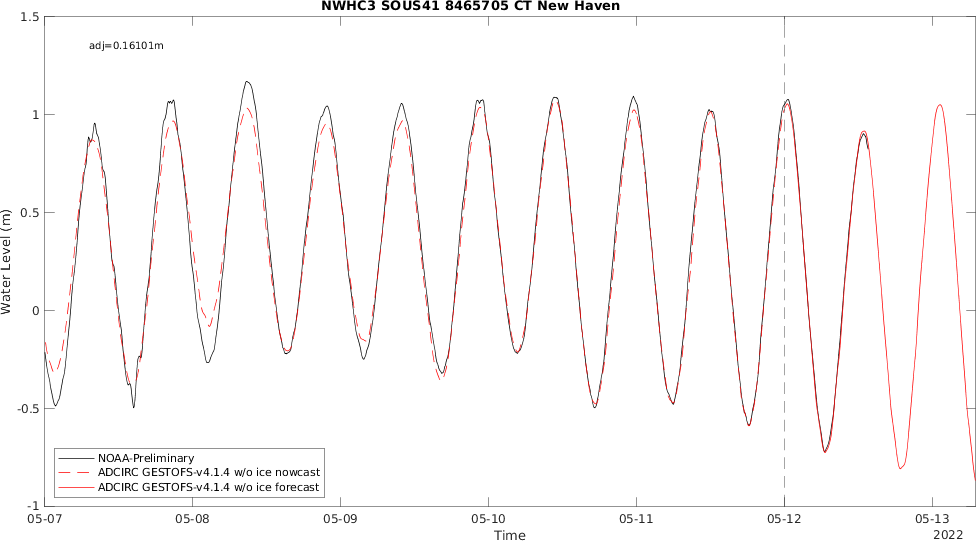 NWHC3 SOUS41 8465705 CT New Haven
adj=0.16101m
1.5
1
0.5
0
-0.5
-1
Water Level (m)
NOAA-Preliminary
ADCIRC GESTOFS-v4.1.4 w/o ice nowcast
ADCIRC GESTOFS-v4.1.4 w/o ice forecast
05-07 05-08 05-09 05-10 05-11 05-12 05-13
Time
2022